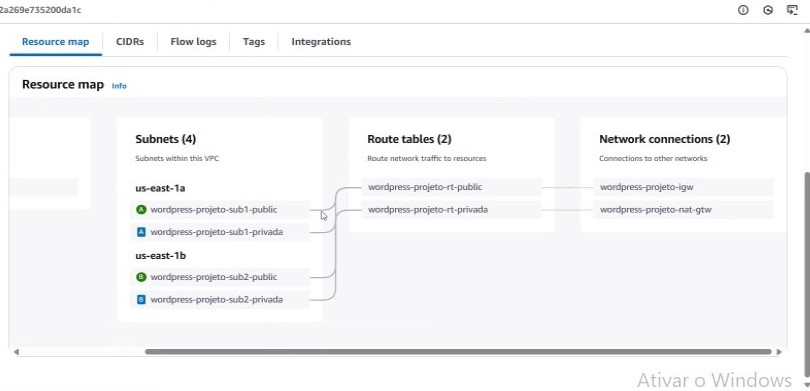 2a269e735200da1c
Resource map
CIDRs
Flow logs
Tags
Integrations
Resource map Info
Subnets (4)
Subnets within this VPC
us-east-1a
A wordpress-projeto-sub1-public
A wordpress-projeto-sub1-privada
us-east-1b
B wordpress-projeto-sub2-public
B wordpress-projeto-sub2-privada
Route tables (2)
Route network traffic to resources
wordpress-projeto-rt-public
wordpress-projeto-rt-privada
Network connections (2)
Connections to other networks
wordpress-projeto-igw
wordpress-projeto-nat-gtw
Ativar o Windows